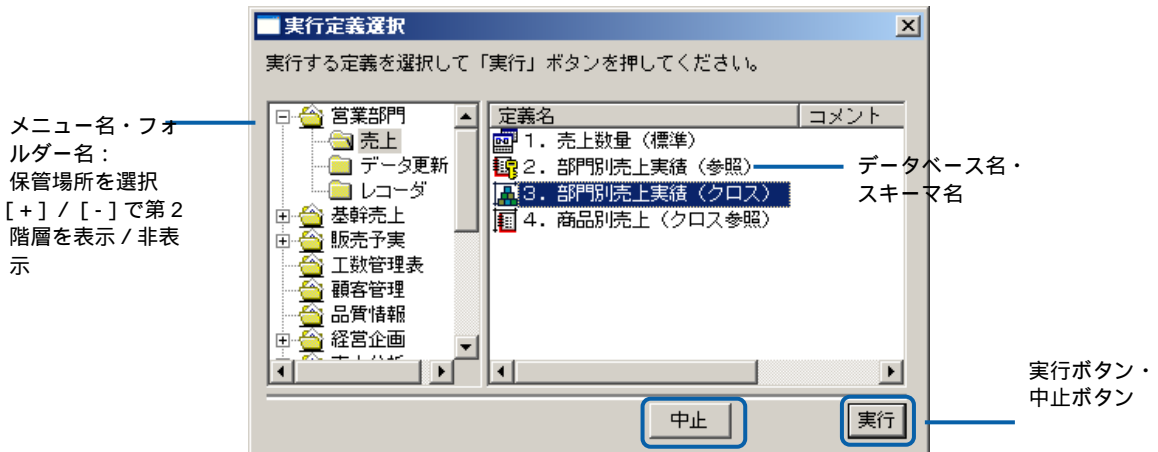 実行定義選択
実行する定義を選択して「実行」ボタンを押してください。
メニュー名・フォ
ルダー名：
保管場所を選択
[ + ] / [ - ] で第２
階層を表示 / 非表
示
営業部門
売上
データ更新
レコーダ
基幹売上
販売予実
工数管理表
顧客管理
品質情報
経営企画
定義名 コメント
1. 売上数量（標準）
2. 部門別売上実績（参照）
3. 部門別売上実績（クロス）
4. 商品別売上（クロス参照）
データベース名・
スキーマ名
中止
実行
実行ボタン・
中止ボタン